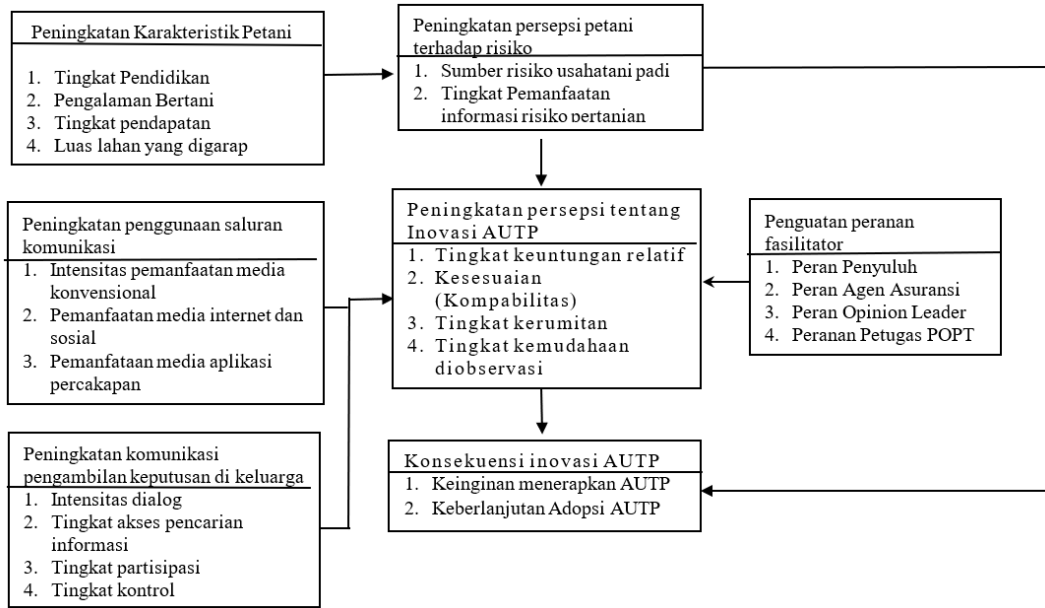 Peningkatan Karakteristik Petani
1. Tingkat Pendidikan
2. Pengalaman Bertani
3. Tingkat pendapatan
4. Luas lahan yang digarap
Peningkatan persepsi petani
terhadap risiko
1. Sumber risiko usahatani padi
2. Tingkat Pemanfaatan
informasi risiko pertanian
Peningkatan penggunaan saluran
komunikasi
1. Intensitas pemanfaatan media
konvensional
2. Pemanfaatan media internet dan
sosial
3. Pemanfataan media aplikasi
percakapan
Peningkatan persepsi tentang
Inovasi AUTP
1. Tingkat keuntungan relatif
2. Kesesuaian
(Kompabilitas)
3. Tingkat kerumitan
4. Tingkat kemudahaan
diobservasi
Penguatan peranan
fasilitator
1. Peran Penyuluh
2. Peran Agen Asuransi
3. Peran Opinion Leader
4. Peranan Petugas POPT
Peningkatan komunikasi
pengambilan keputusan di keluarga
1. Intensitas dialog
2. Tingkat akses pencarian
informasi
3. Tingkat partisipasi
4. Tingkat kontrol
Konsekuensi inovasi AUTP
1. Keinginan menerapkan AUTP
2. Keberlanjutan Adopsi AUTP